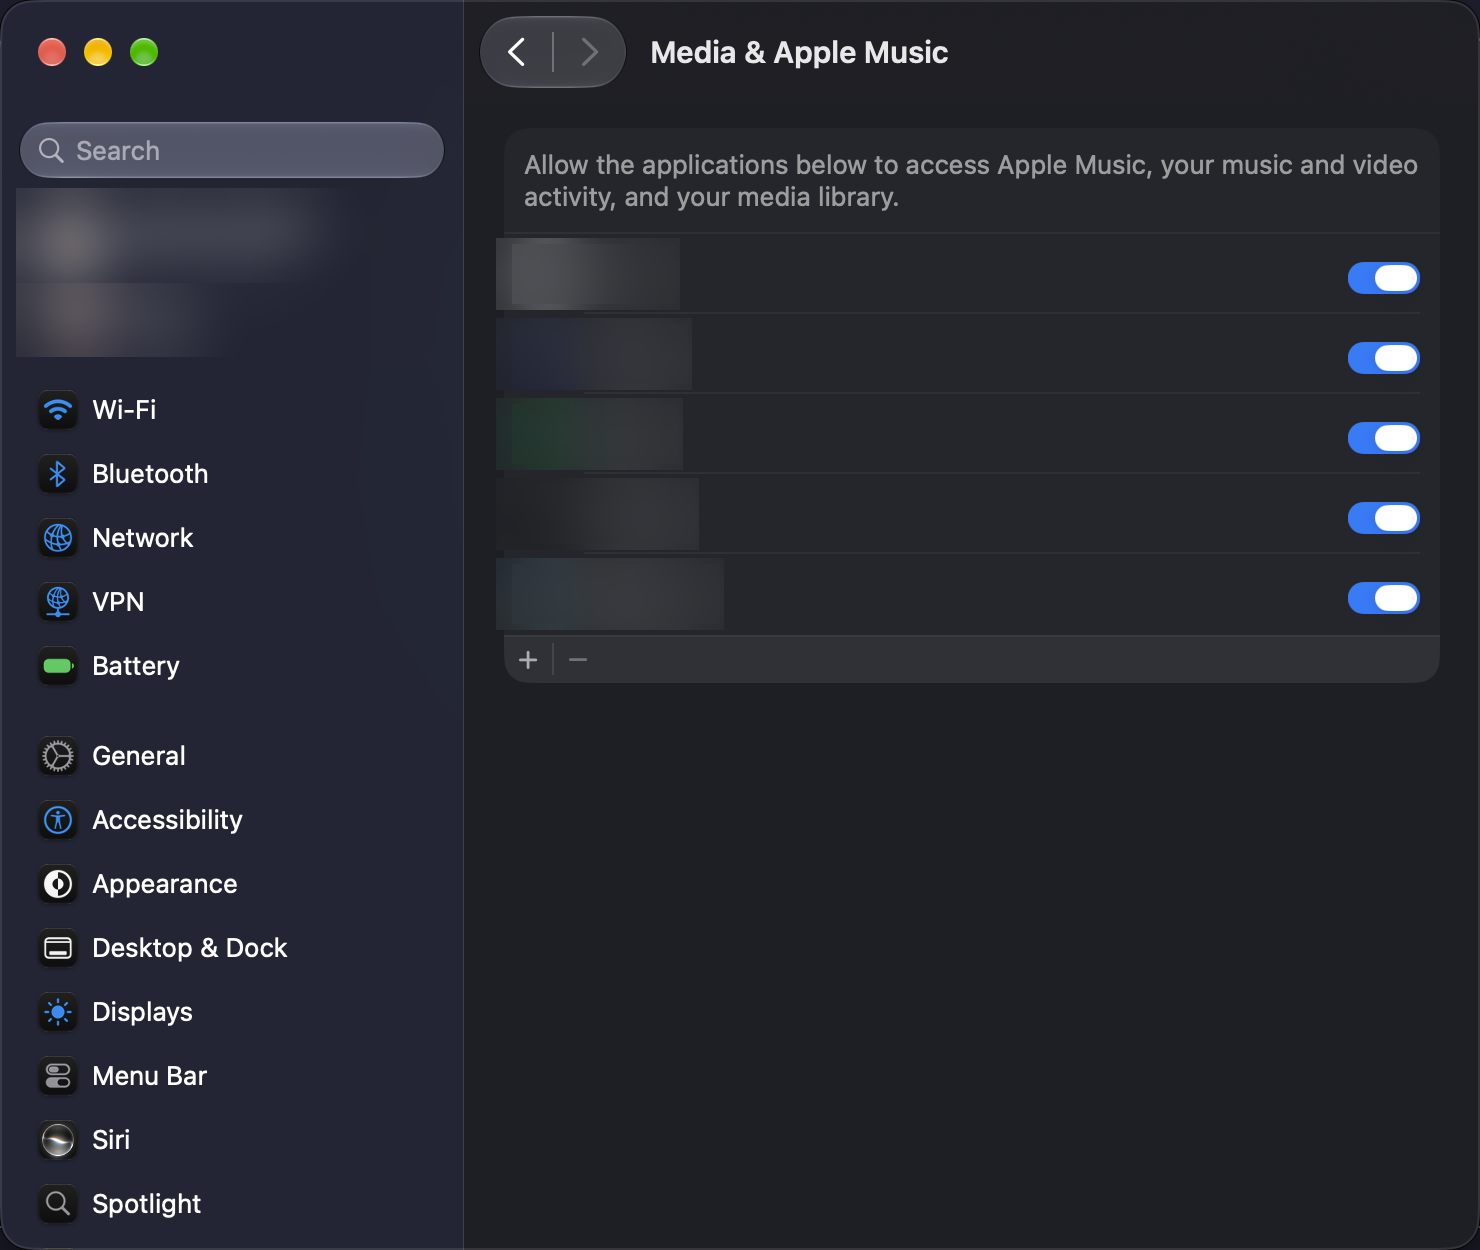 Media & Apple Music
Search
Allow the applications below to access Apple Music, your music and video
activity, and your media library.
Wi-Fi
Bluetooth
Network
VPN
Battery
General
Accessibility
Appearance
Desktop & Dock
Displays
Menu Bar
Siri
Spotlight